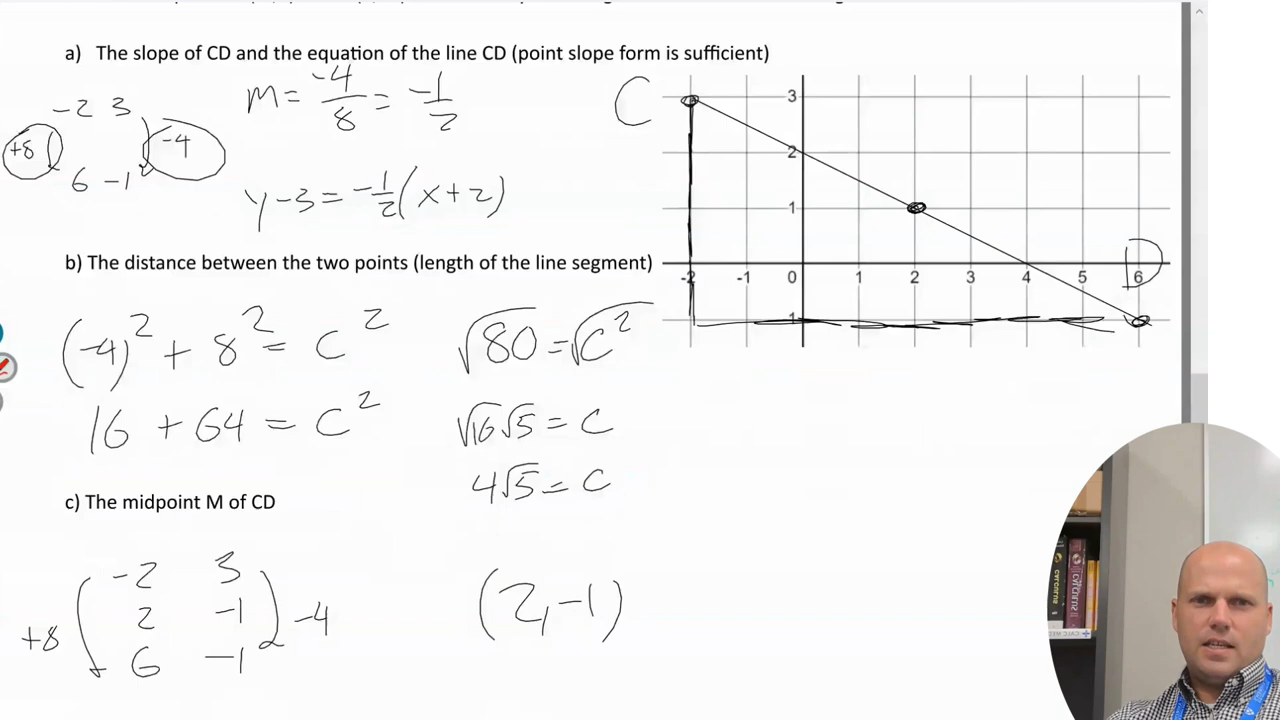 a) The slope of CD and the equation of the line CD (point slope form is sufficient)
-2 3
+8 -4
6 -1
m = -4/8 = -1/2
y-3 = -1/2(x+2)
C
3
2
1
-2 -1 0 1 2 3 4 5 6
1
D
b) The distance between the two points (length of the line segment)
(-4)² + 8² = C²
16 + 64 = C²
√80 = √C²
√16√5 = C
4√5 = C
c) The midpoint M of CD
-2 3
2 -1
6 -1
+8 -4
(2,-1)
CALCULUS
CALCULUS